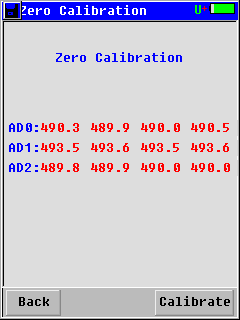 Zero Calibration U+
Zero Calibration
AD0:490.3 489.9 490.0 490.5
AD1:493.5 493.6 493.5 493.6
AD2:489.8 489.9 490.0 490.0
Back Calibrate